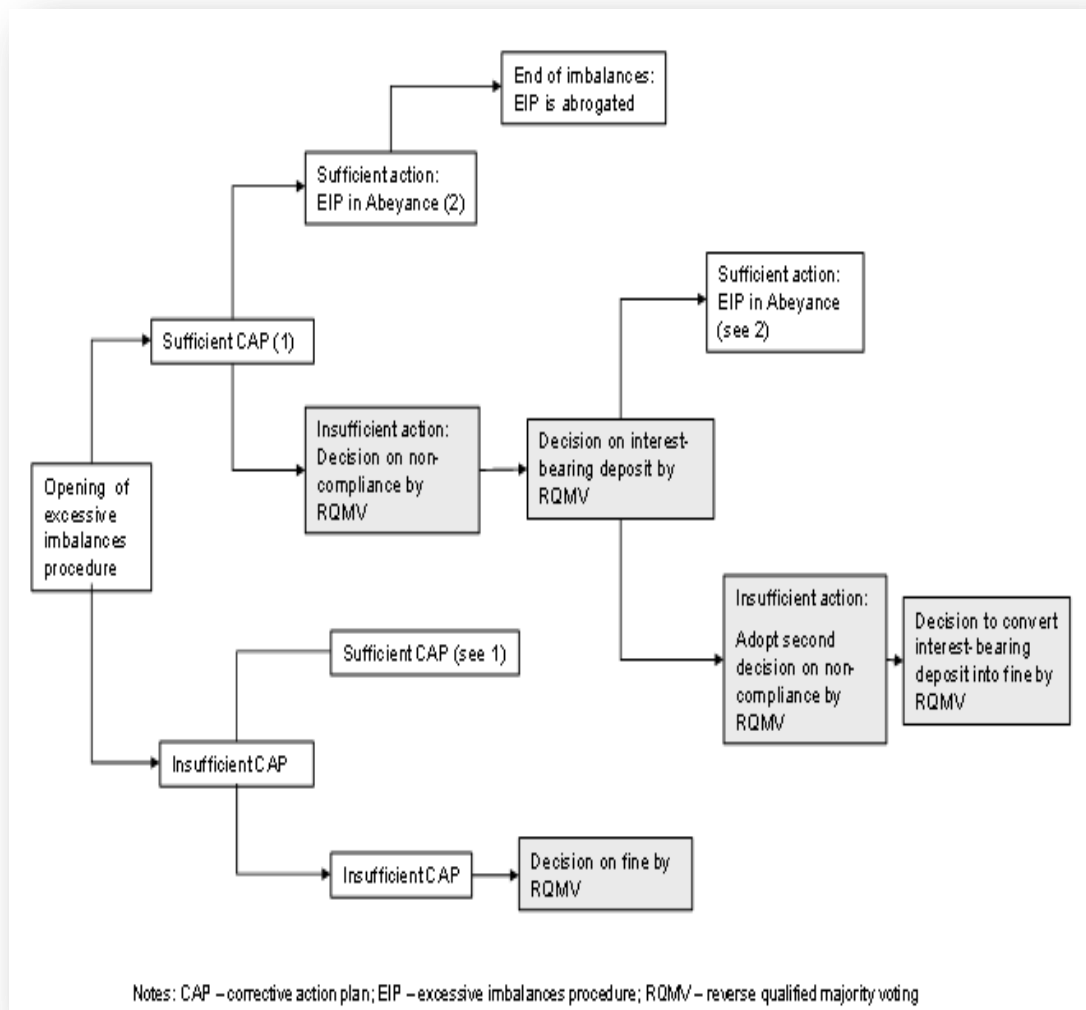 End of imbalances:
EIP is abrogated
Sufficient action:
EIP in Abeyance (2)
Sufficient action:
EIP in Abeyance
(see 2)
Sufficient CAP (1)
Insufficient action:
Decision on non-
compliance by
RQMV
Decision on interest-
bearing deposit by
RQMV
Opening of
excessive
imbalances
procedure
Insufficient action:
Adopt second
decision on non-
compliance by
RQMV
Decision to convert
interest-bearing
deposit into fine by
RQMV
Sufficient CAP (see 1)
Insufficient CAP
Insufficient CAP
Decision on fine by
RQMV
Notes: CAP – corrective action plan; EIP – excessive imbalances procedure; RQMV – reverse qualified majority voting